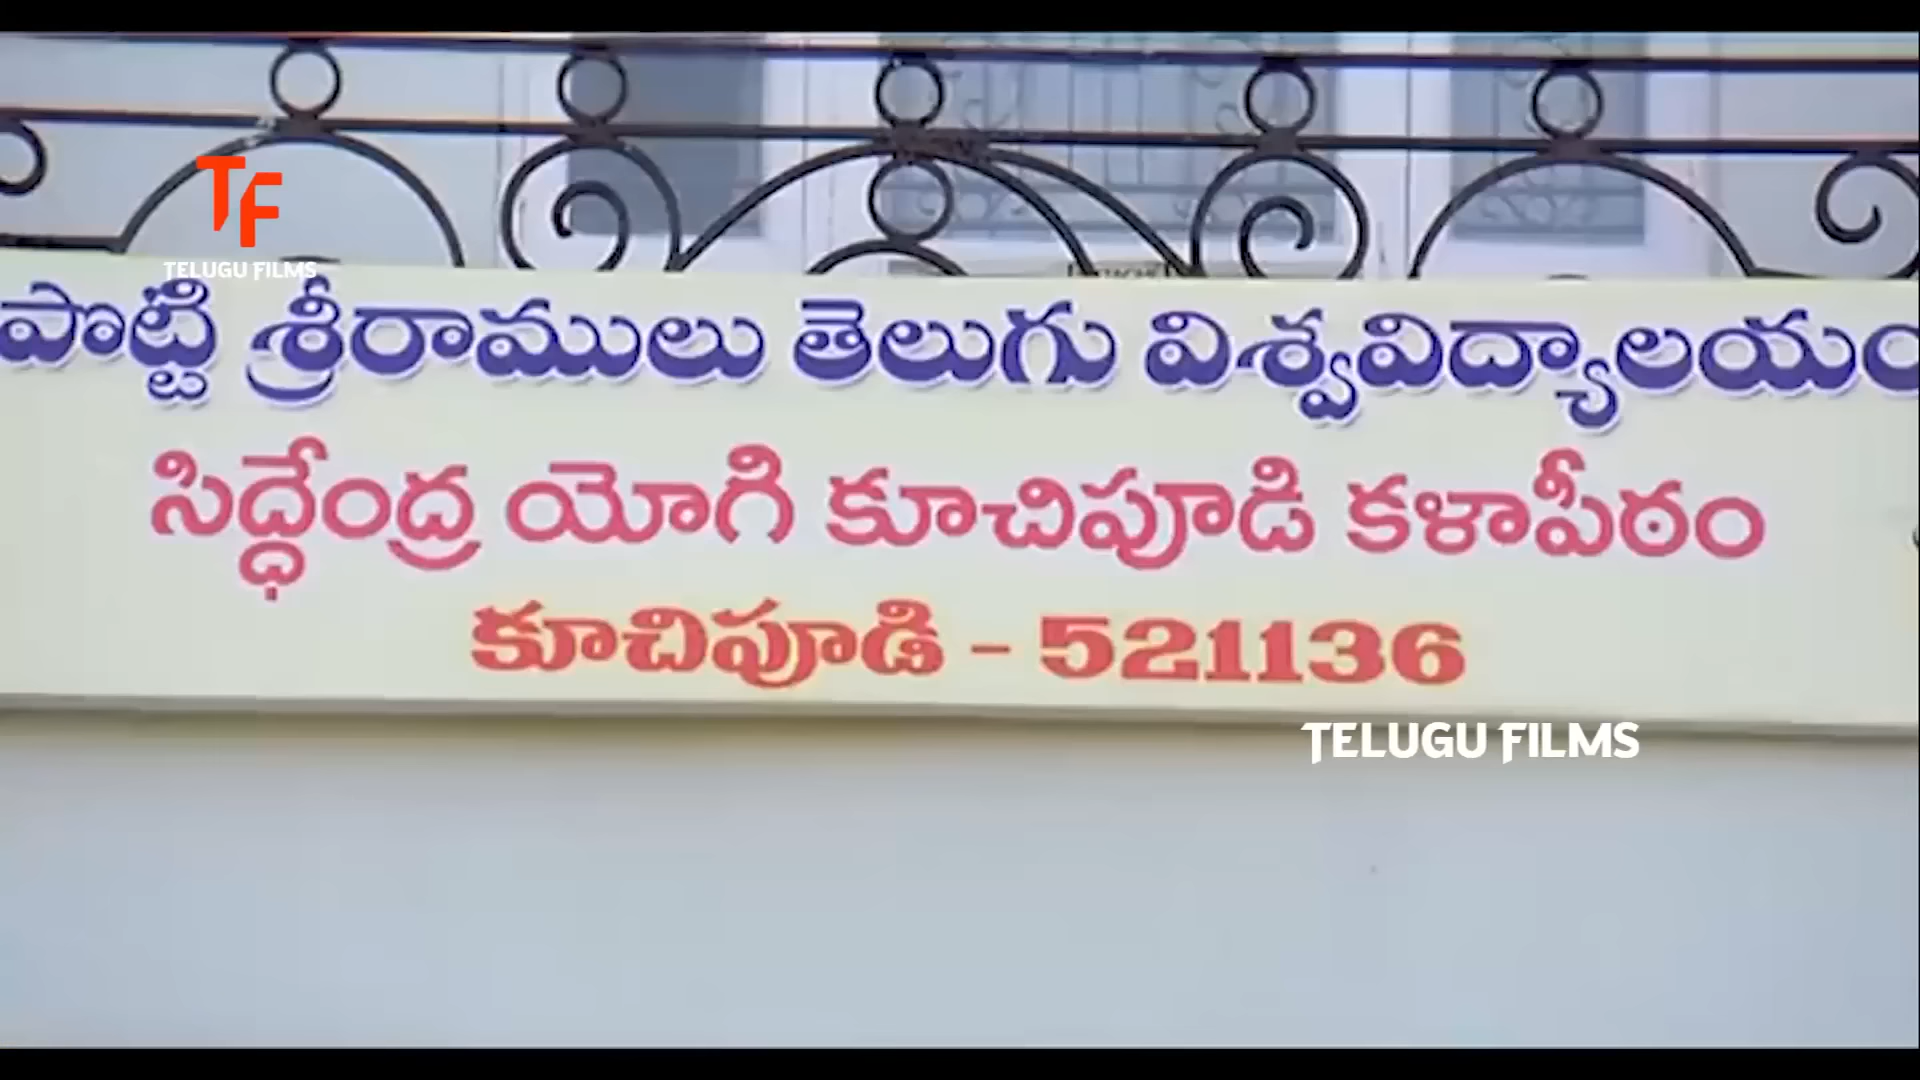 TF
TELUGU FILMS
పొట్టి శ్రీరాములు తెలుగు విశ్వవిద్యాలయం
సిద్ధేంద్ర యోగి కూచిపూడి కళాపీఠం
కూచిపూడి - 521136
TELUGU FILMS